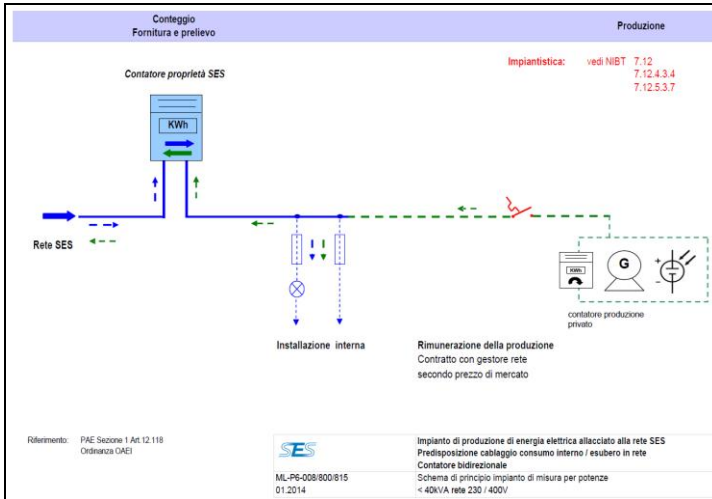 Conteggio
Fornitura e prelievo
Produzione
Impiantistica: vedi NIBT 7.12
7.12.4.3.4
7.12.5.3.7
Contatore proprietà SES
KWh
Rete SES
KWh
G
+
−
contatore produzione
privato
Installazione interna
Rimunerazione della produzione
Contratto con gestore rete
secondo prezzo di mercato
Riferimento: PAE Sezione 1 Art.12.118
Ordinanza OAEI
SES
Impianto di produzione di energia elettrica allacciato alla rete SES
Predisposizione cablaggio consumo interno / esubero in rete
Contatore bidirezionale
ML-P6-008/800/815
01.2014
Schema di principio impianto di misura per potenze
< 40kVA rete 230 / 400V